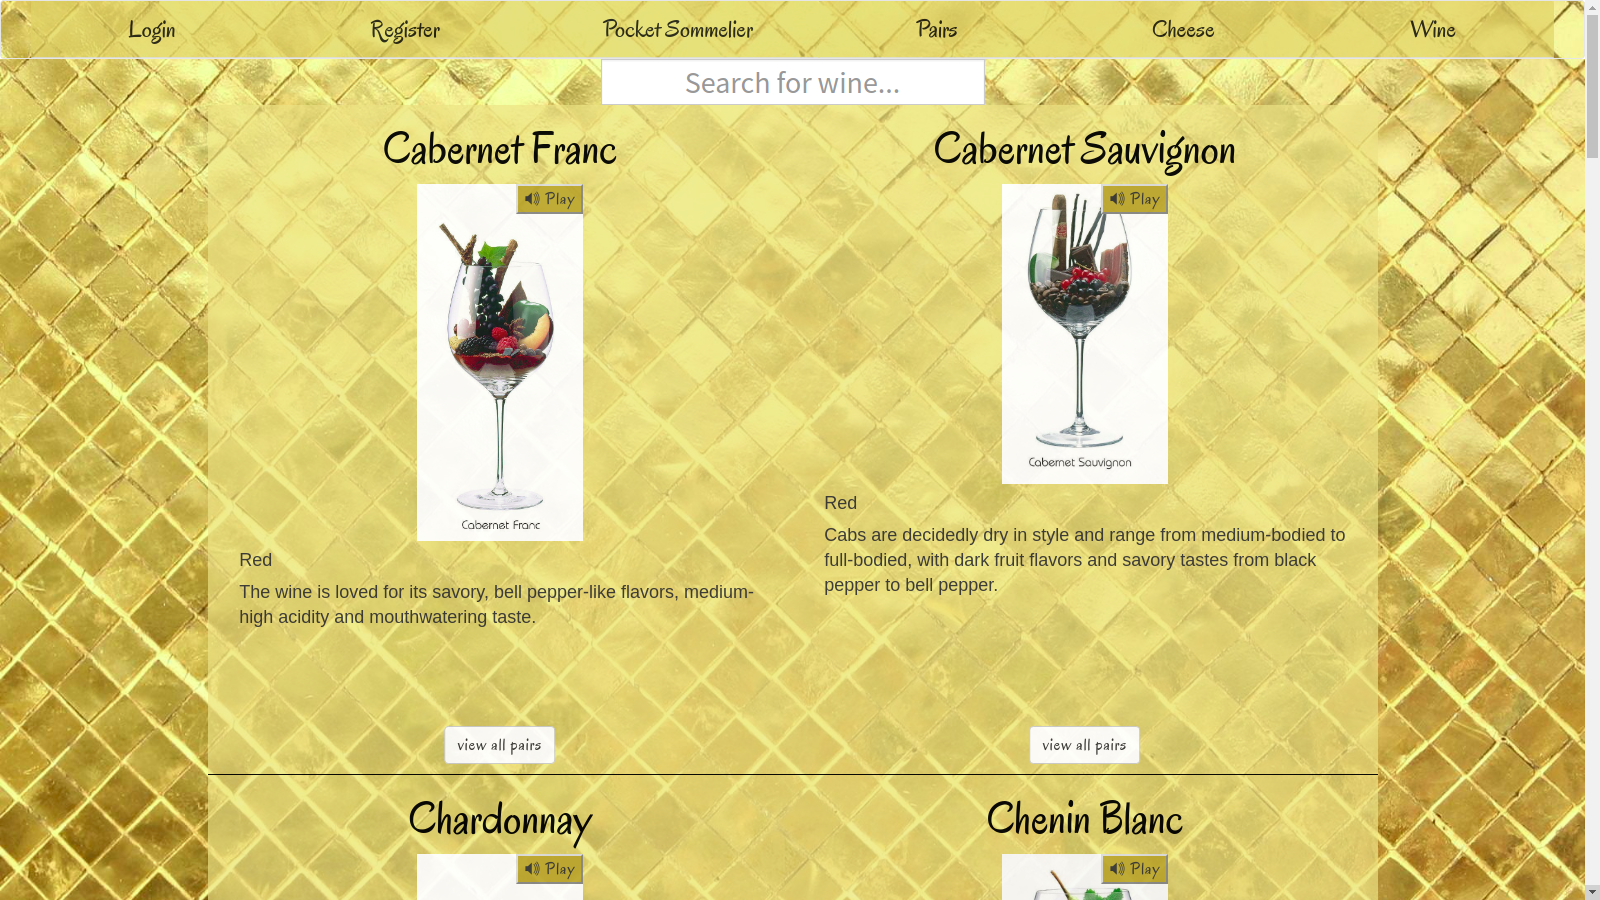 Login Register Pocket Sommelier Pairs Cheese Wine
Search for wine...
Cabernet Franc
Play
Cabernet Franc
Red
The wine is loved for its savory, bell pepper-like flavors, medium-
high acidity and mouthwatering taste.
view all pairs
Cabernet Sauvignon
Play
Cabernet Sauvignon
Red
Cabs are decidedly dry in style and range from medium-bodied to
full-bodied, with dark fruit flavors and savory tastes from black
pepper to bell pepper.
view all pairs
Chardonnay
Play
Chenin Blanc
Play